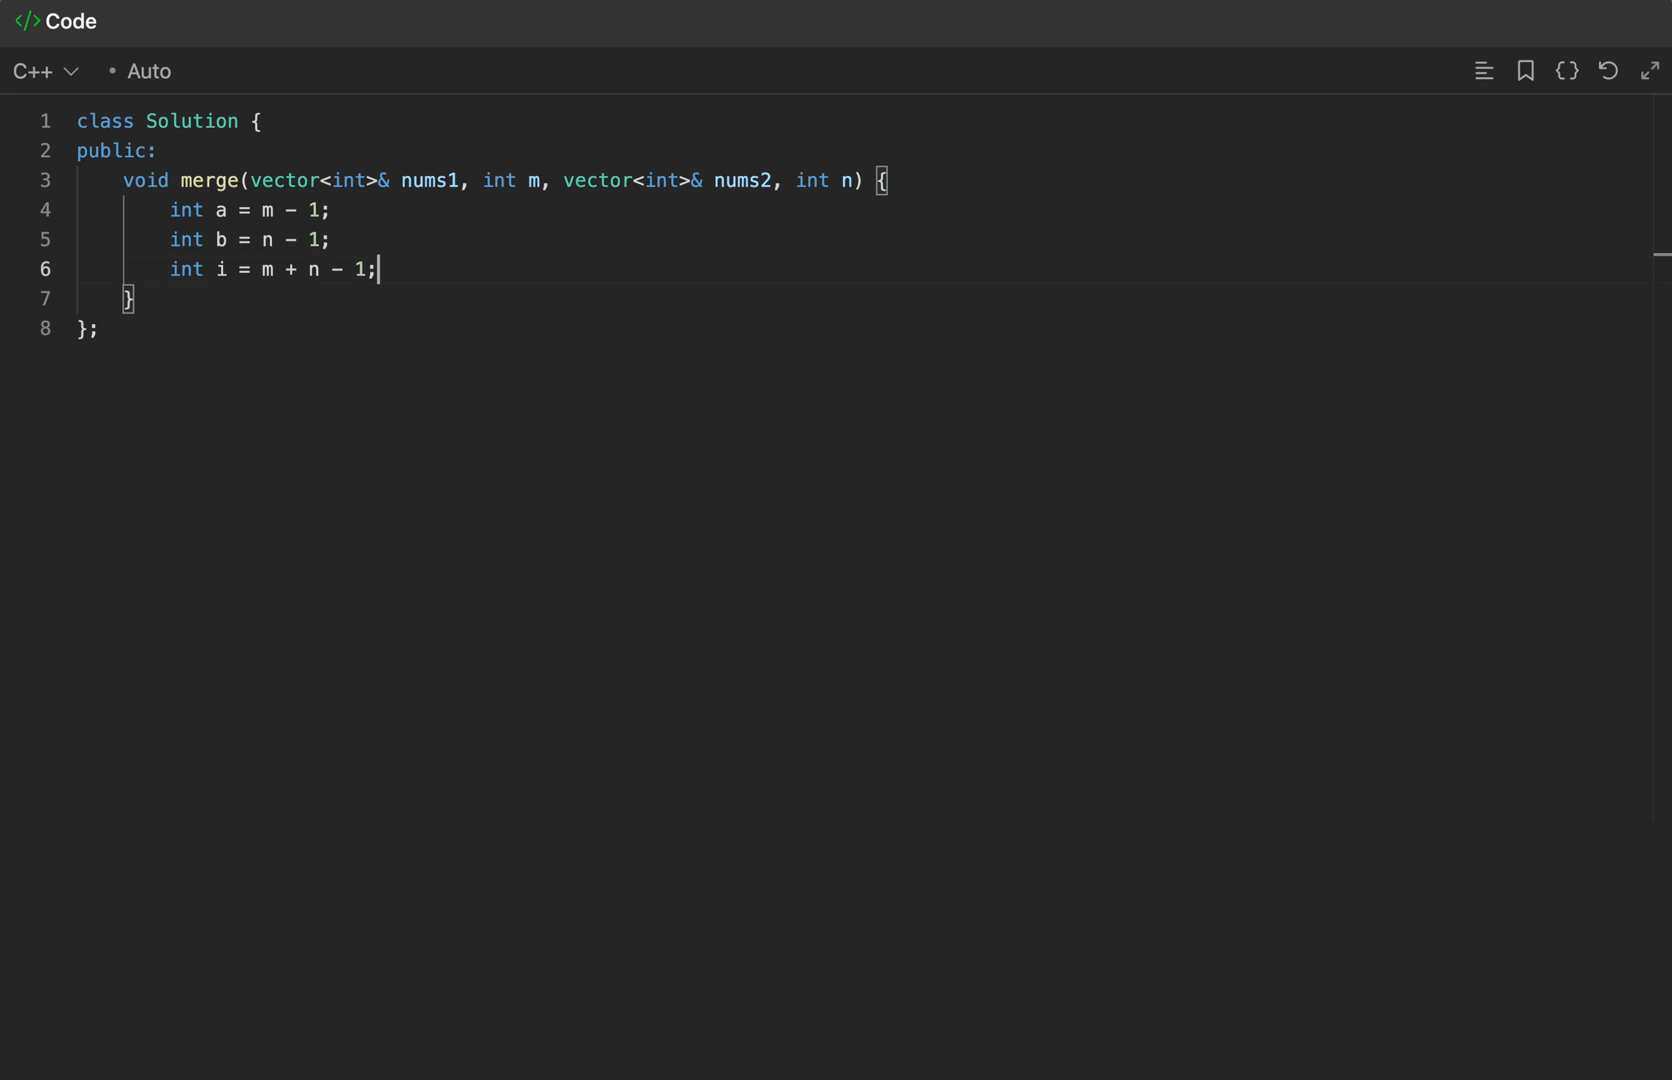 </> Code
C++ • Auto
1 class Solution {
2 public:
3     void merge(vector<int>& nums1, int m, vector<int>& nums2, int n) {
4         int a = m - 1;
5         int b = n - 1;
6         int i = m + n - 1;
7     }
8 };